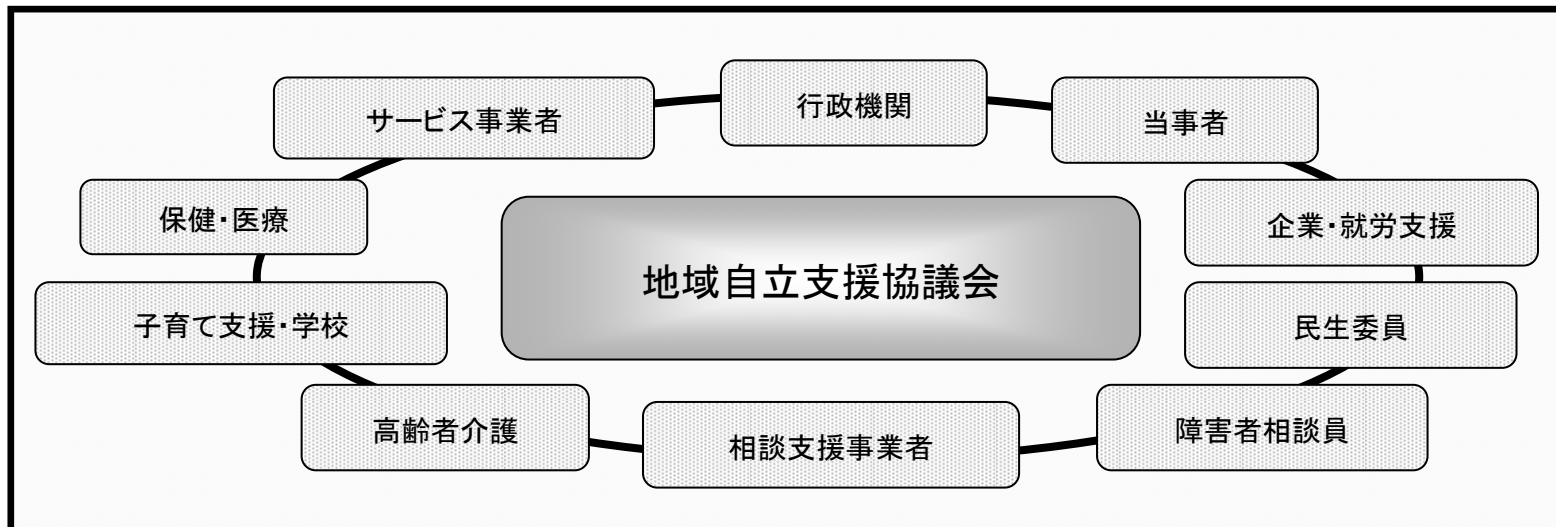 行政機関
サービス事業者
当事者
保健・医療
企業・就労支援
地域自立支援協議会
子育て支援・学校
民生委員
高齢者介護
相談支援事業者
障害者相談員